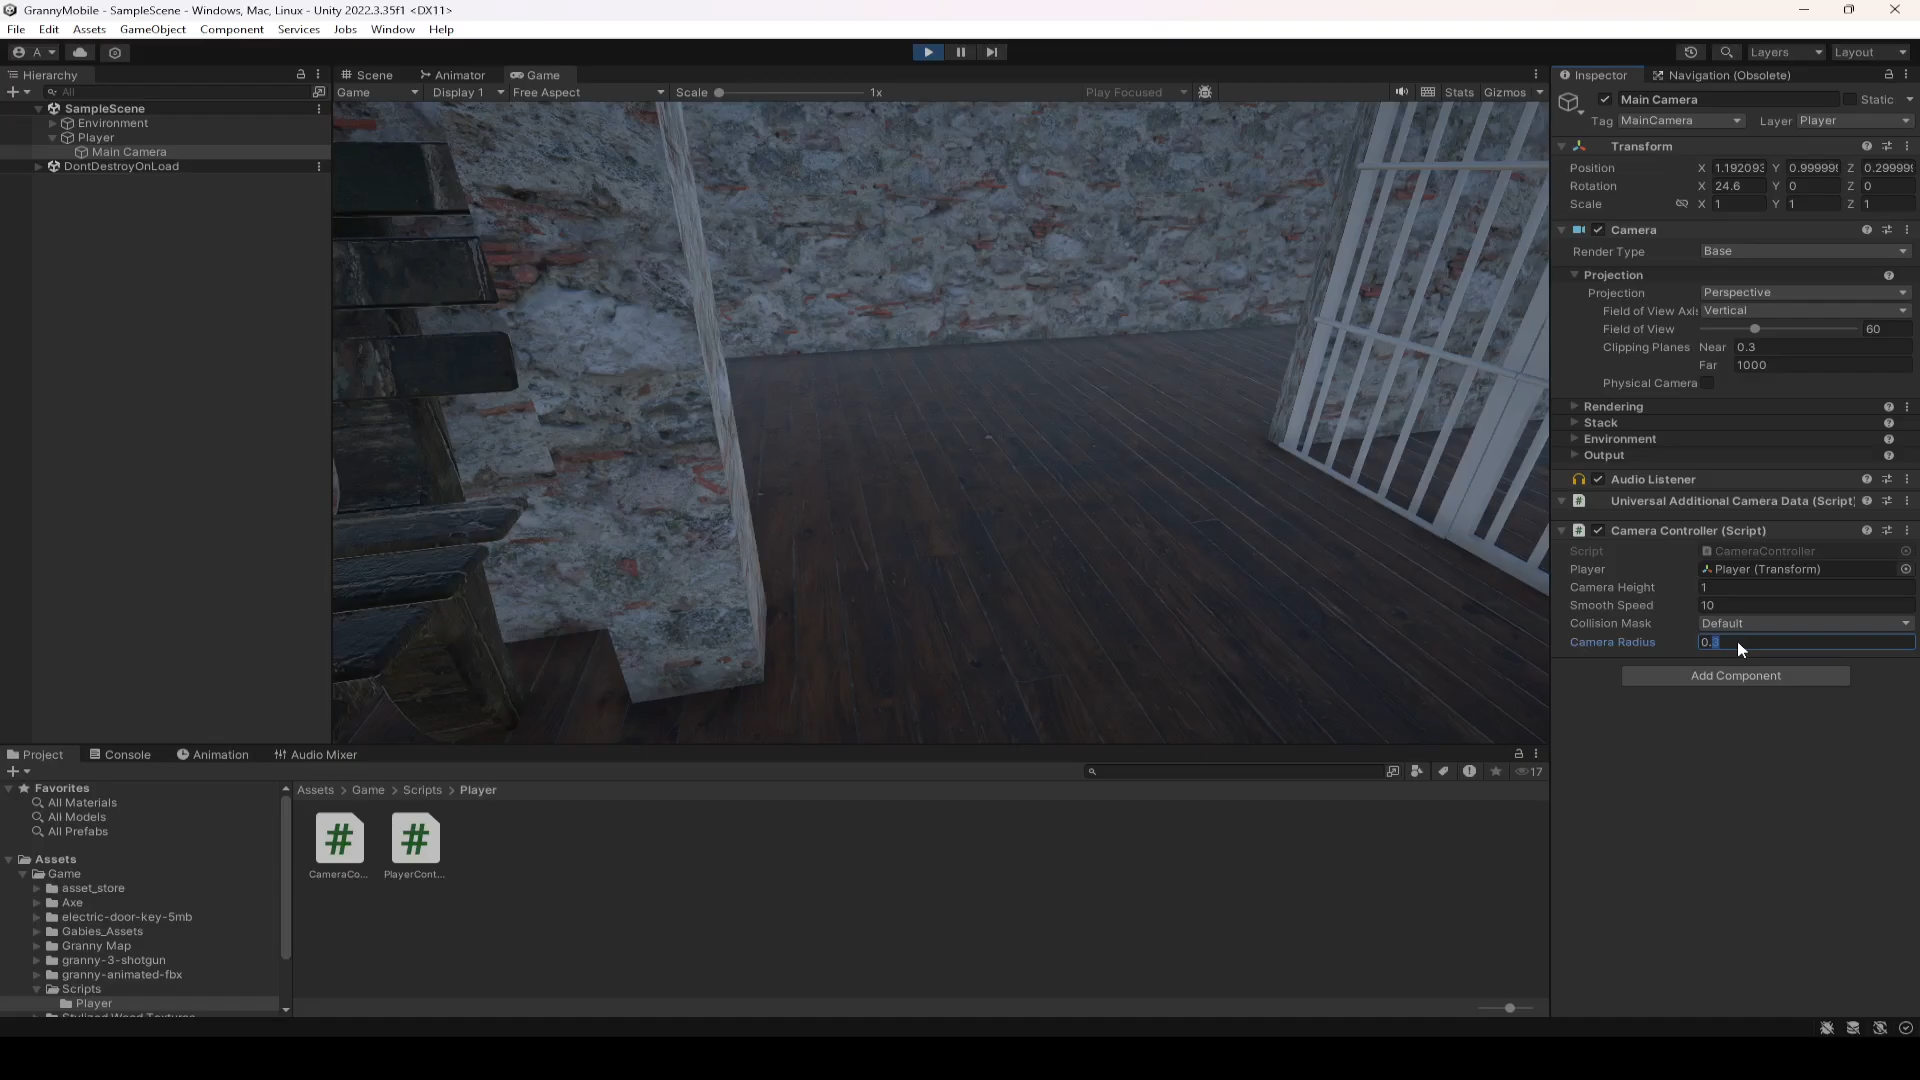 GrannyMobile - SampleScene - Windows, Mac, Linux - Unity 2022.3.35f1 <DX11>
File Edit Assets GameObject Component Services Jobs Window Help
A Layers Layout
Hierarchy
All
SampleScene
Environment
Player
Main Camera
DontDestroyOnLoad
Scene Animator Game
Game Display 1 Free Aspect Scale 1x Play Focused Stats Gizmos
Inspector Navigation (Obsolete)
Main Camera Static
Tag MainCamera Layer Player
Transform
Position X 1.192093 Y 0.999999 Z 0.299999
Rotation X 24.6 Y 0 Z 0
Scale X 1 Y 1 Z 1
Camera
Render Type Base
Projection
Projection Perspective
Field of View Axis Vertical
Field of View 60
Clipping Planes Near 0.3
Far 1000
Physical Camera
Rendering
Stack
Environment
Output
Audio Listener
Universal Additional Camera Data (Script)
Camera Controller (Script)
Script CameraController
Player Player (Transform)
Camera Height 1
Smooth Speed 10
Collision Mask Default
Camera Radius 0.
Add Component
Project Console Animation Audio Mixer
17
Favorites
All Materials
All Models
All Prefabs
Assets
Game
asset_store
Axe
electric-door-key-5mb
Gabies_Assets
Granny Map
granny-3-shotgun
granny-animated-fbx
Scripts
Player
Assets > Game > Scripts > Player
CameraCo... PlayerCont...